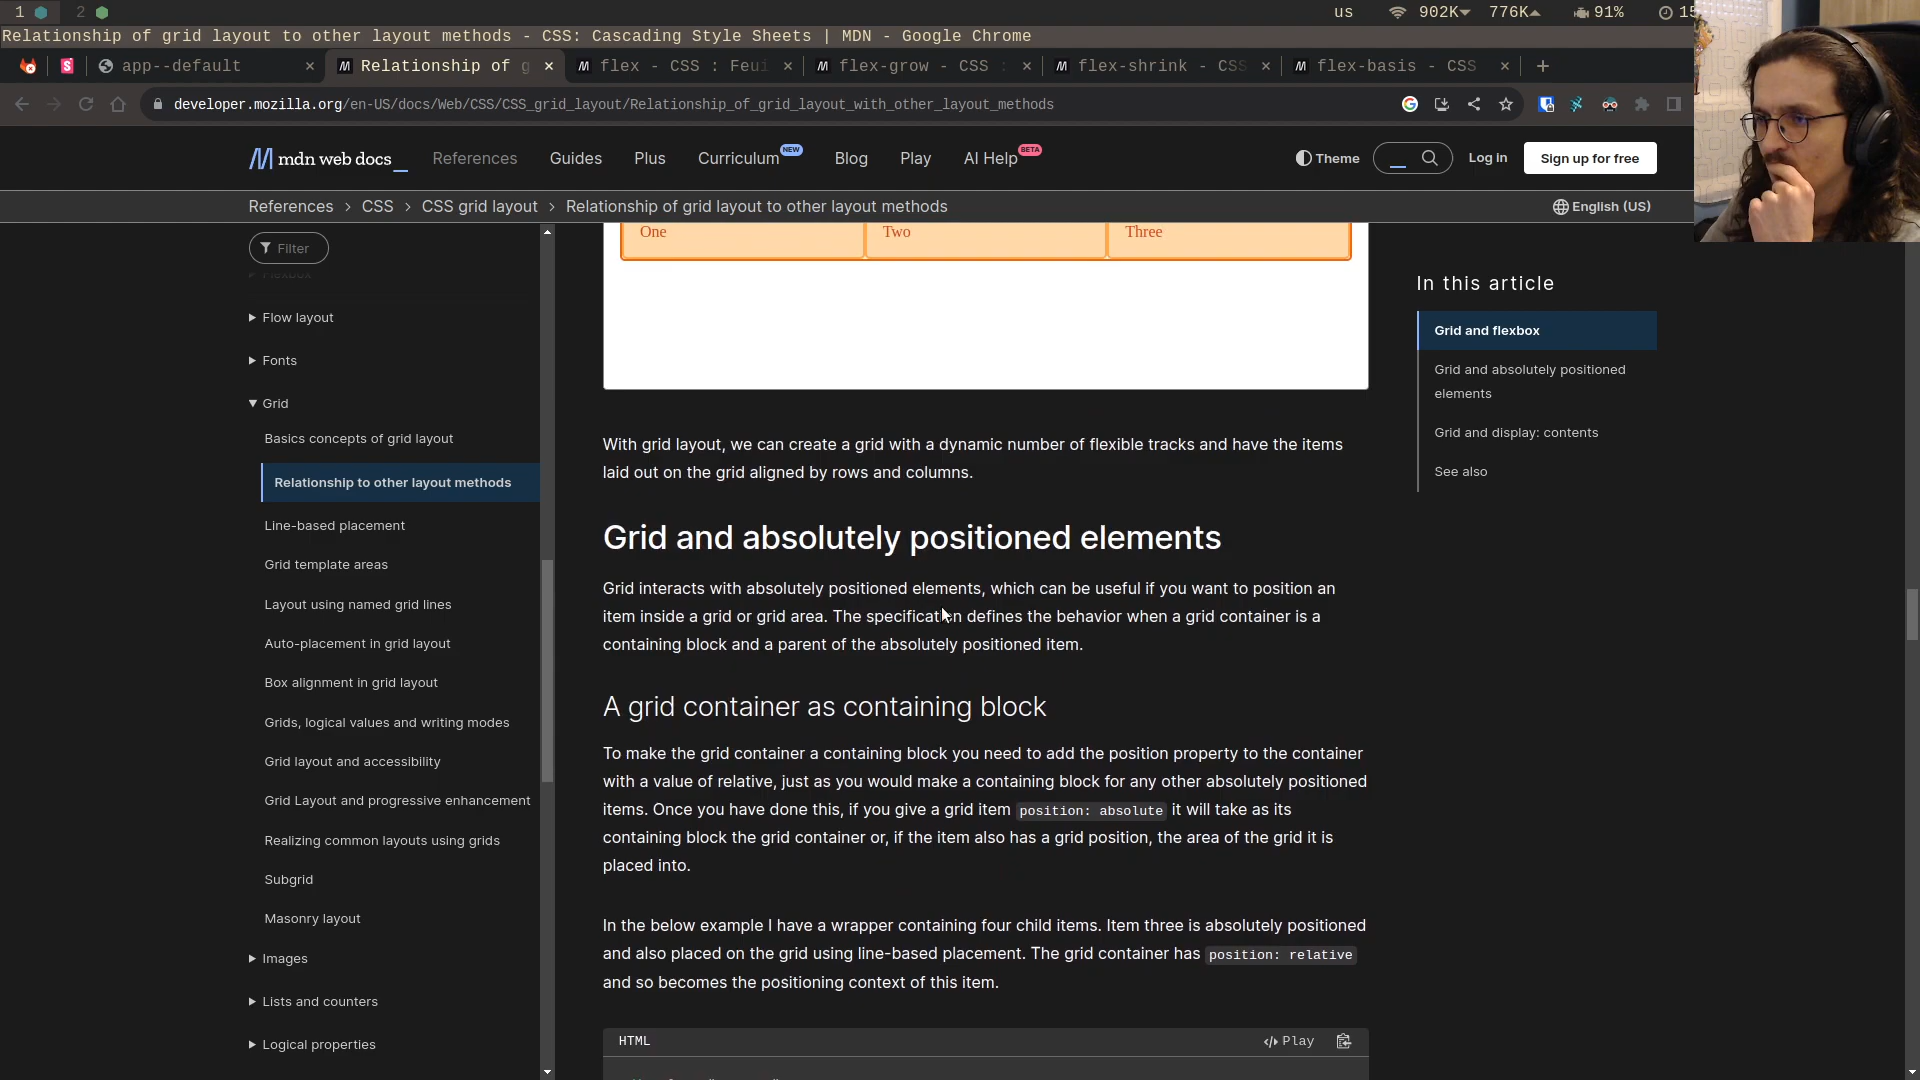 1 2 us 902K 776K 91% 15
Relationship of grid layout to other layout methods - CSS: Cascading Style Sheets | MDN - Google Chrome
app--default × Relationship of g × flex - CSS : Feui × flex-grow - CSS : × flex-shrink - CSS × flex-basis - CSS × +
developer.mozilla.org/en-US/docs/Web/CSS/CSS_grid_layout/Relationship_of_grid_layout_with_other_layout_methods
mdn web docs_ References Guides Plus Curriculum NEW Blog Play AI Help BETA Theme Log in Sign up for free
References > CSS > CSS grid layout > Relationship of grid layout to other layout methods English (US)
Filter
Flexbox
Flow layout
Fonts
Grid
Basics concepts of grid layout
Relationship to other layout methods
Line-based placement
Grid template areas
Layout using named grid lines
Auto-placement in grid layout
Box alignment in grid layout
Grids, logical values and writing modes
Grid layout and accessibility
Grid Layout and progressive enhancement
Realizing common layouts using grids
Subgrid
Masonry layout
Images
Lists and counters
Logical properties
One Two Three
With grid layout, we can create a grid with a dynamic number of flexible tracks and have the items
laid out on the grid aligned by rows and columns.
Grid and absolutely positioned elements
Grid interacts with absolutely positioned elements, which can be useful if you want to position an
item inside a grid or grid area. The specification defines the behavior when a grid container is a
containing block and a parent of the absolutely positioned item.
A grid container as containing block
To make the grid container a containing block you need to add the position property to the container
with a value of relative, just as you would make a containing block for any other absolutely positioned
items. Once you have done this, if you give a grid item position: absolute it will take as its
containing block the grid container or, if the item also has a grid position, the area of the grid it is
placed into.
In the below example I have a wrapper containing four child items. Item three is absolutely positioned
and also placed on the grid using line-based placement. The grid container has position: relative
and so becomes the positioning context of this item.
HTML Play
In this article
Grid and flexbox
Grid and absolutely positioned
elements
Grid and display: contents
See also